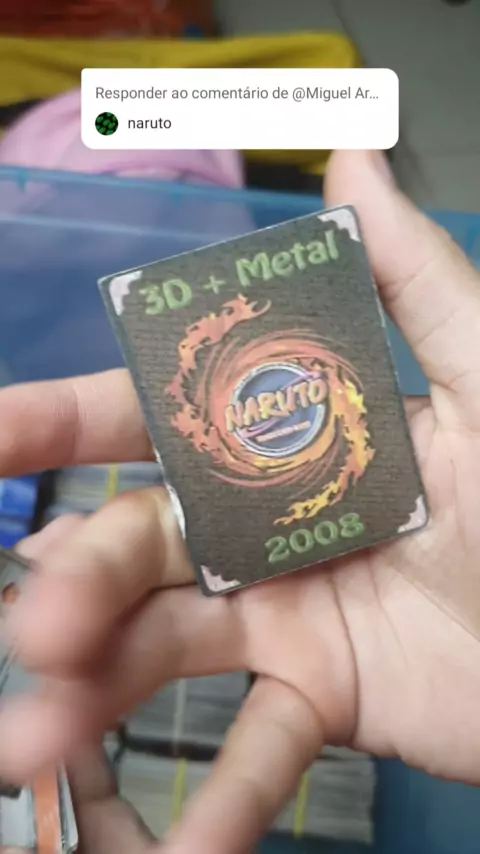 Responder ao comentário de @Miguel Ar...
naruto
3D + Metal
NARUTO
2008